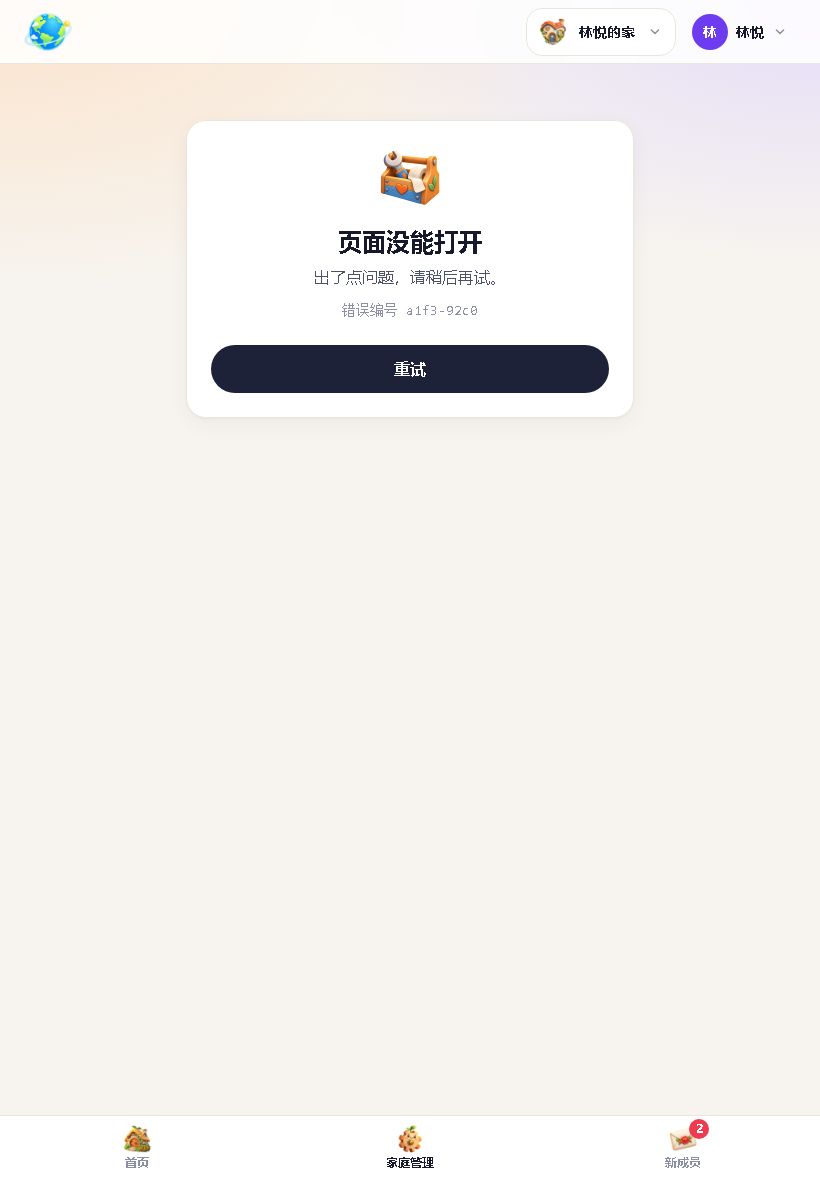 林悦的家
林 林悦
页面没能打开
出了点问题，请稍后再试。
错误编号 a1f3-92c0
重试
首页
家庭管理
2
新成员